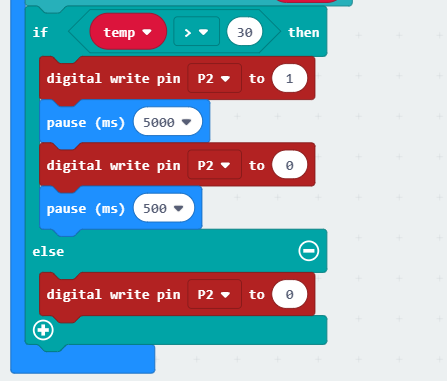 if temp > 30 then
digital write pin P2 to 1
pause (ms) 5000
digital write pin P2 to 0
pause (ms) 500
else
digital write pin P2 to 0